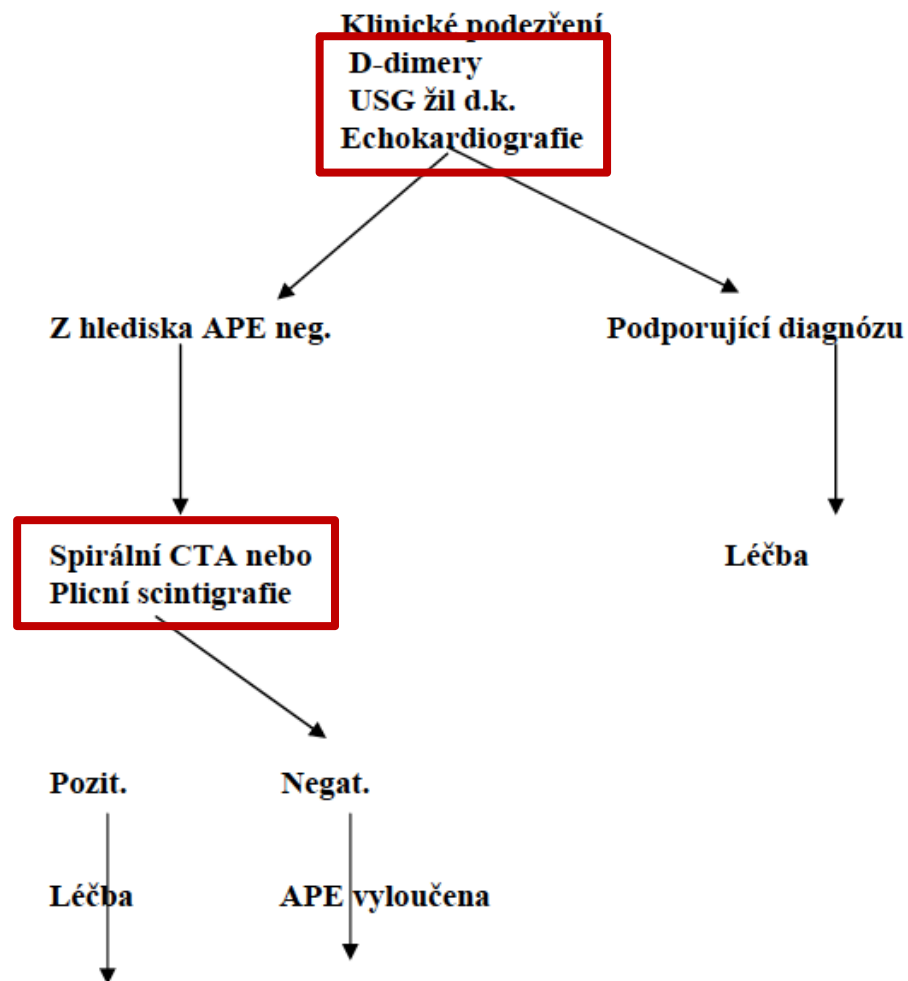 Klinické podezření
D-dimery
USG žil d.k.
Echokardiografie
Z hlediska APE neg.
Podporující diagnózu
Spirální CTA nebo
Plicní scintigrafie
Léčba
Pozit.
Negat.
Léčba
APE vyloučena